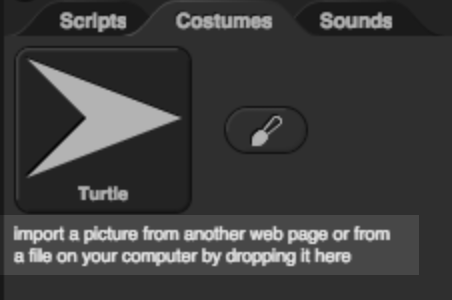 Scripts Costumes Sounds
Turtle
import a picture from another web page or from
a file on your computer by dropping it here